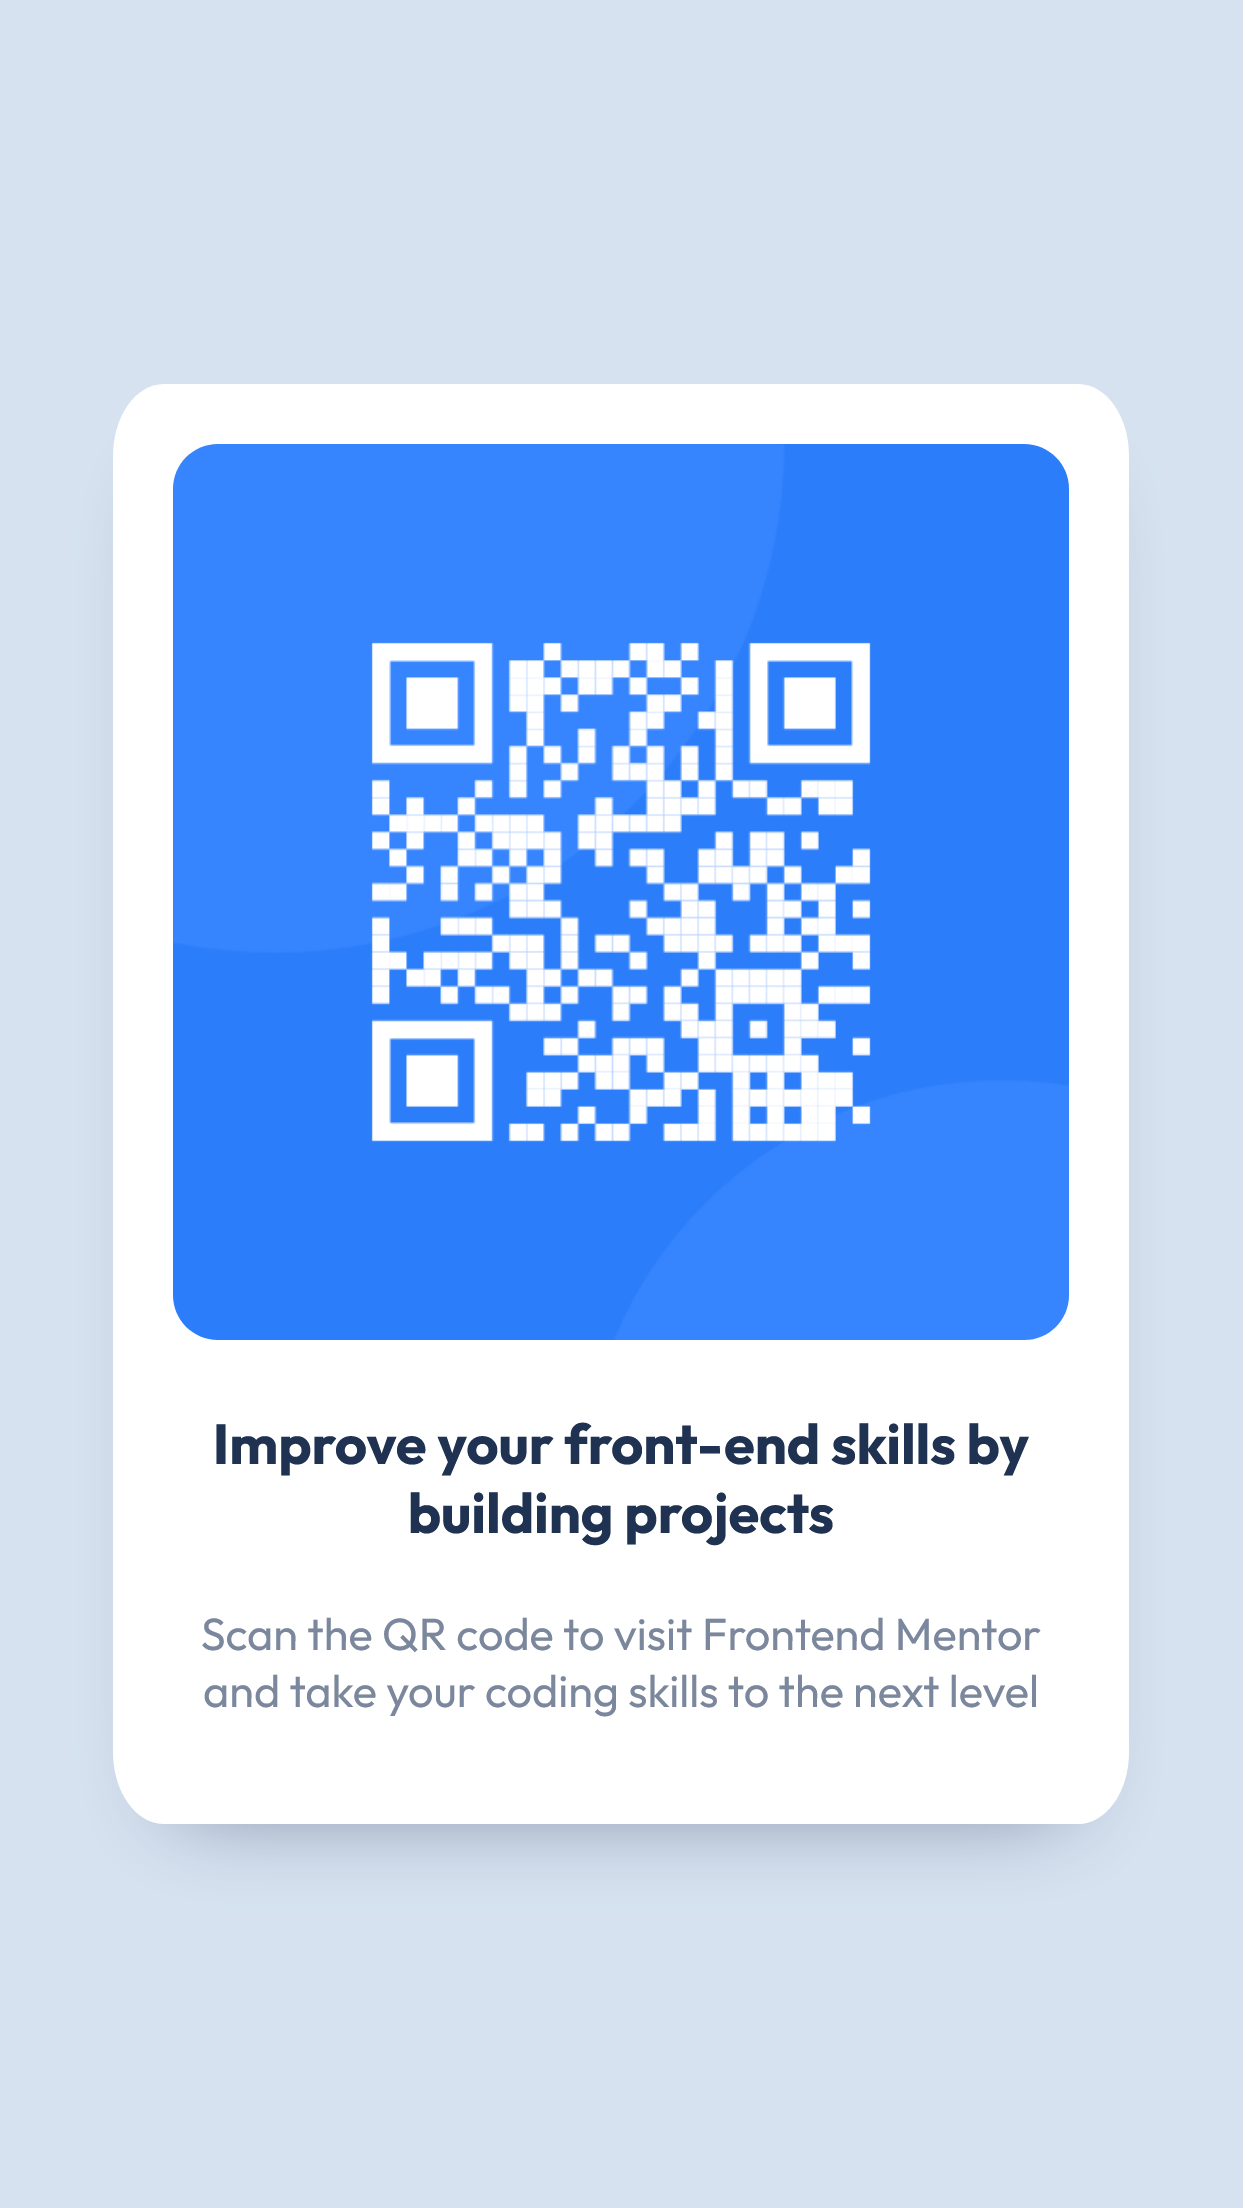 Improve your front-end skills by
building projects
Scan the QR code to visit Frontend Mentor
and take your coding skills to the next level